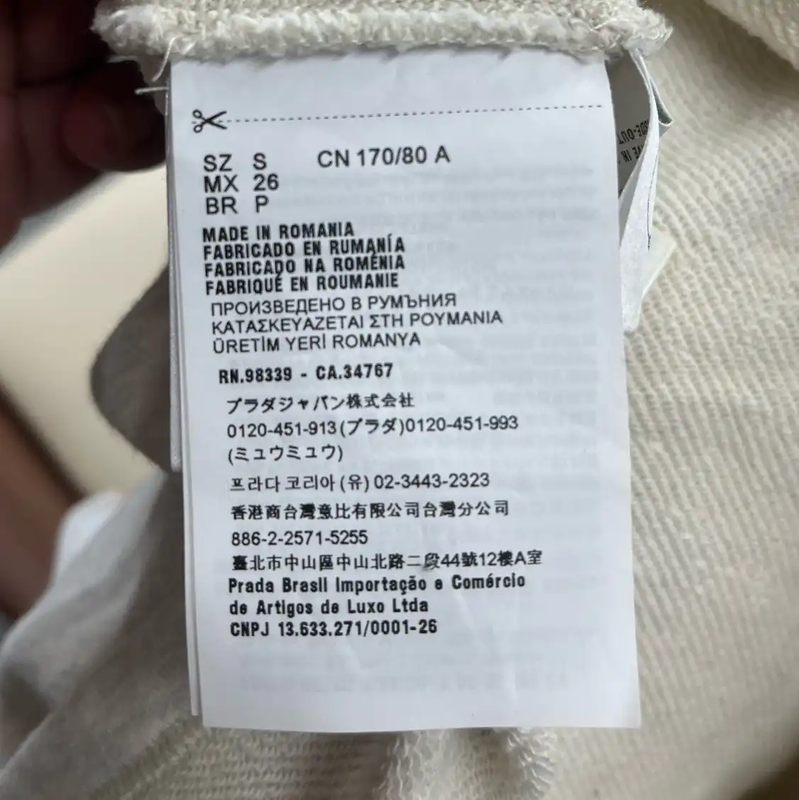 SZ S CN 170/80 A
MX 26
BR P
MADE IN ROMANIA
FABRICADO EN RUMANÍA
FABRICADO NA ROMÉNIA
FABRIQUÉ EN ROUMANIE
ПРОИЗВЕДЕНО В РУМЪНИЯ
ΚΑΤΑΣΚΕΥΑΖΕΤΑΙ ΣΤΗ ΡΟΥΜΑΝΙΑ
ÜRETİM YERİ ROMANYA
RN.98339 - CA.34767
プラダジャパン株式会社
0120-451-913(プラダ)0120-451-993
(ミュウミュウ)
프라다 코리아 (유) 02-3443-2323
香港商台灣意比有限公司台灣分公司
886-2-2571-5255
臺北市中山區中山北路二段44號12樓A室
Prada Brasil Importação e Comércio
de Artigos de Luxo Ltda
CNPJ 13.633.271/0001-26